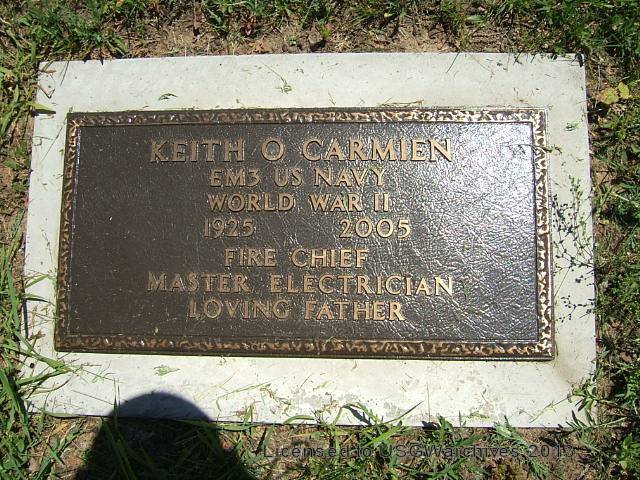 KEITH O CARMIEN
EM3 US NAVY
WORLD WAR II
1925 2005
FIRE CHIEF
MASTER ELECTRICIAN
LOVING FATHER
Licensed to USGWarchives 2017